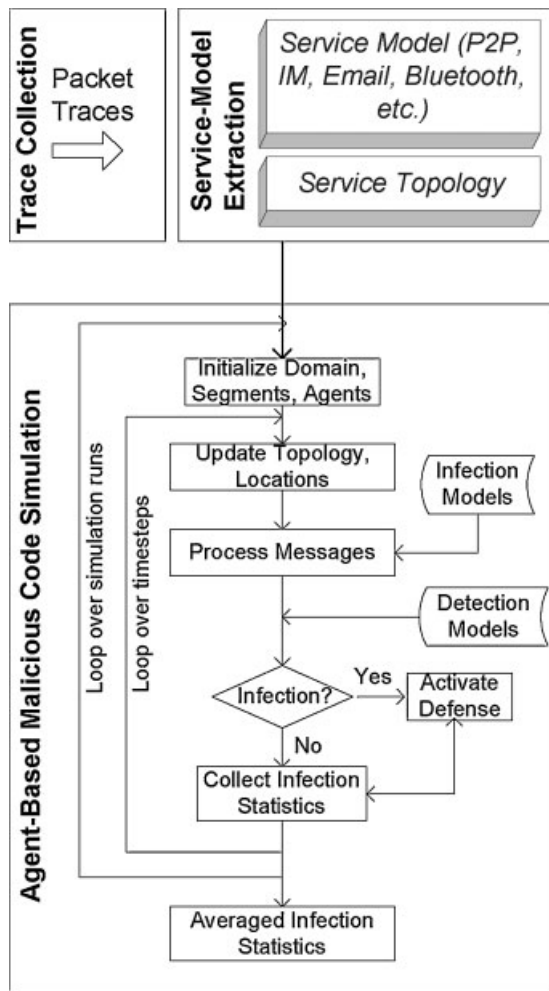 Trace Collection
Packet
Traces
Service-Model
Extraction
Service Model (P2P,
IM, Email, Bluetooth,
etc.)
Service Topology
Agent-Based Malicious Code Simulation
Loop over simulation runs
Loop over timesteps
Initialize Domain,
Segments, Agents
Update Topology,
Locations
Infection
Models
Process Messages
Detection
Models
Infection?
Yes
Activate
Defense
No
Collect Infection
Statistics
Averaged Infection
Statistics